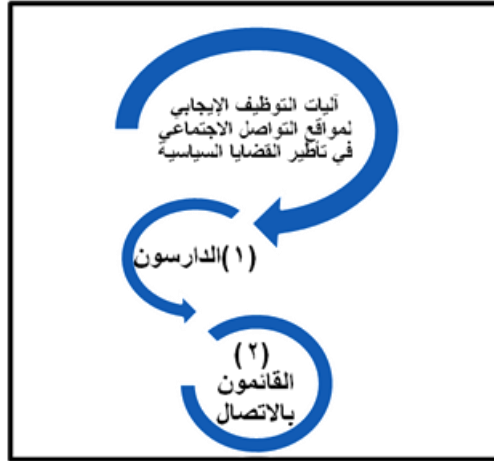 آليات التوظيف الإيجابي
لمواقع التواصل الاجتماعي
في تأطير القضايا السياسية
(١)الدارسون
(٢)
القائمون
بالاتصال